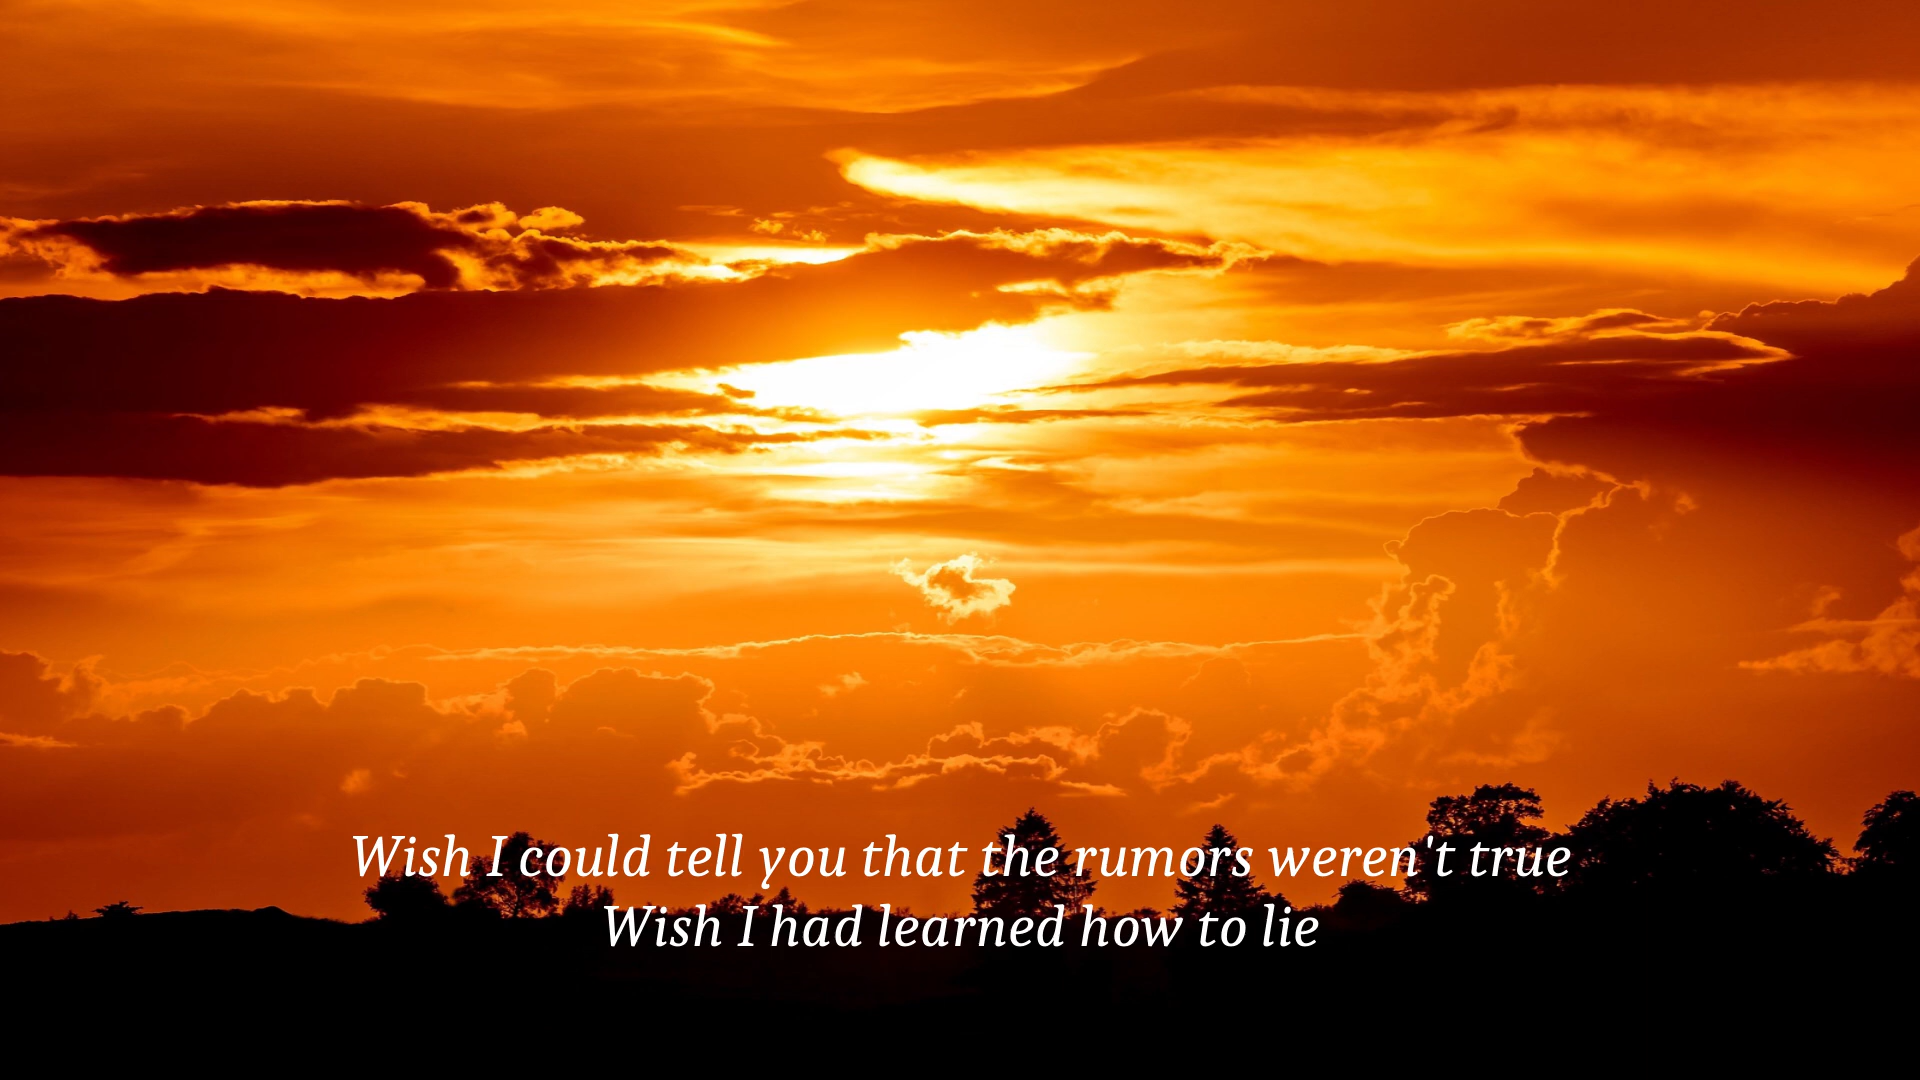 Wish I could tell you that the rumors weren't true
Wish I had learned how to lie